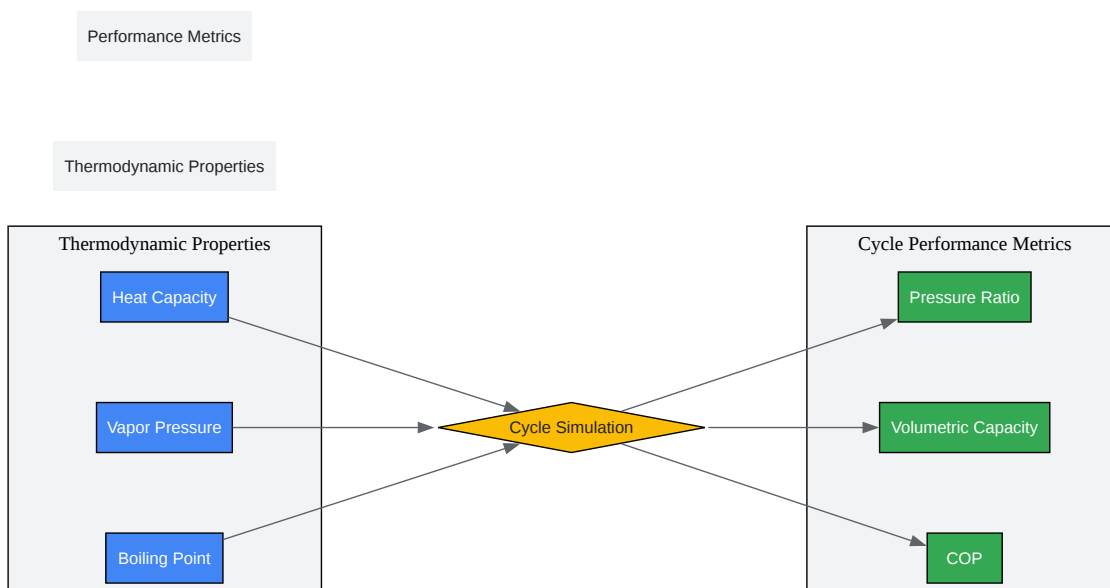 Performance Metrics
Thermodynamic Properties
Thermodynamic Properties
Heat Capacity
Vapor Pressure
Boiling Point
Cycle Simulation
Cycle Performance Metrics
Pressure Ratio
Volumetric Capacity
COP